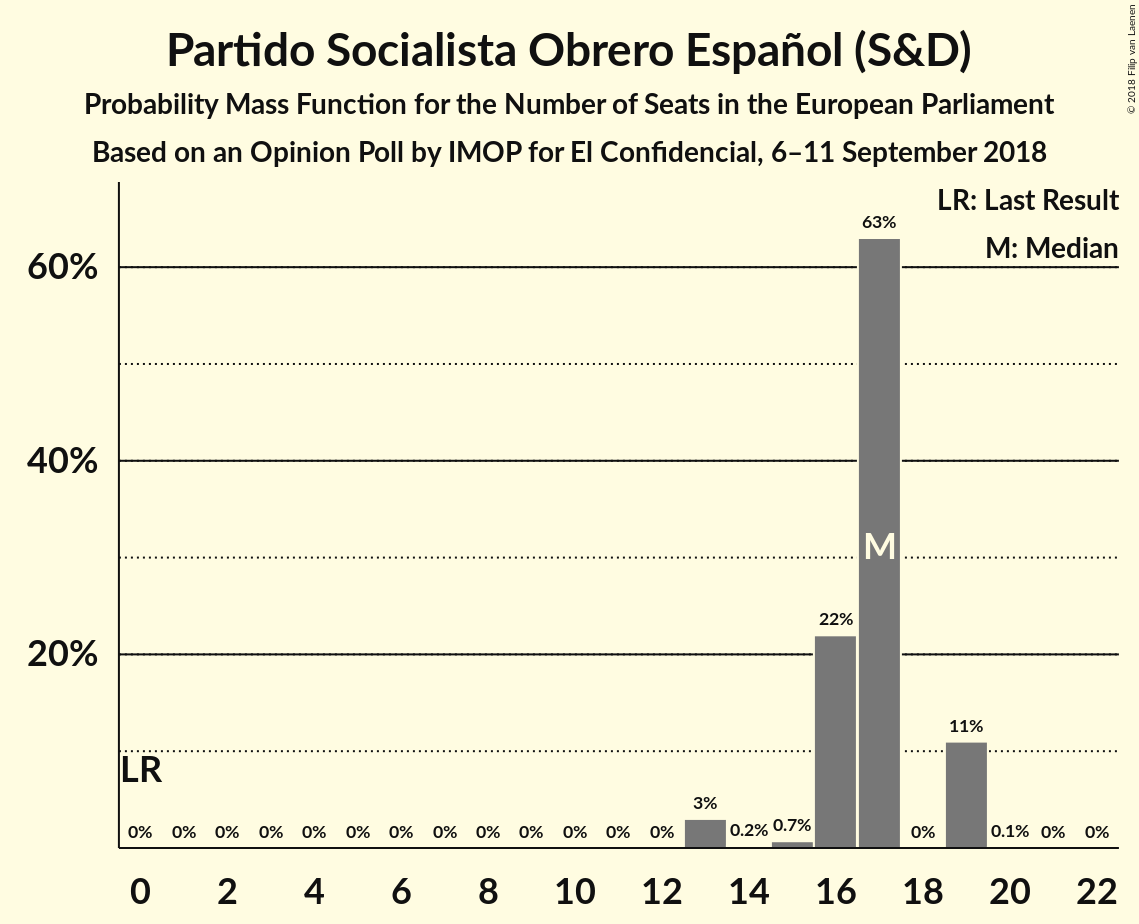 Partido Socialista Obrero Español (S&D)
Probability Mass Function for the Number of Seats in the European Parliament
Based on an Opinion Poll by IMOP for El Confidencial, 6–11 September 2018
© 2018 Filip van Laenen
LR: Last Result
M: Median
60%
40%
20%
63%
M
22%
11%
LR
3%
0% 0% 0% 0% 0% 0% 0% 0% 0% 0% 0% 0% 0% 0.2% 0.7% 0% 0.1% 0% 0%
0 2 4 6 8 10 12 14 16 18 20 22